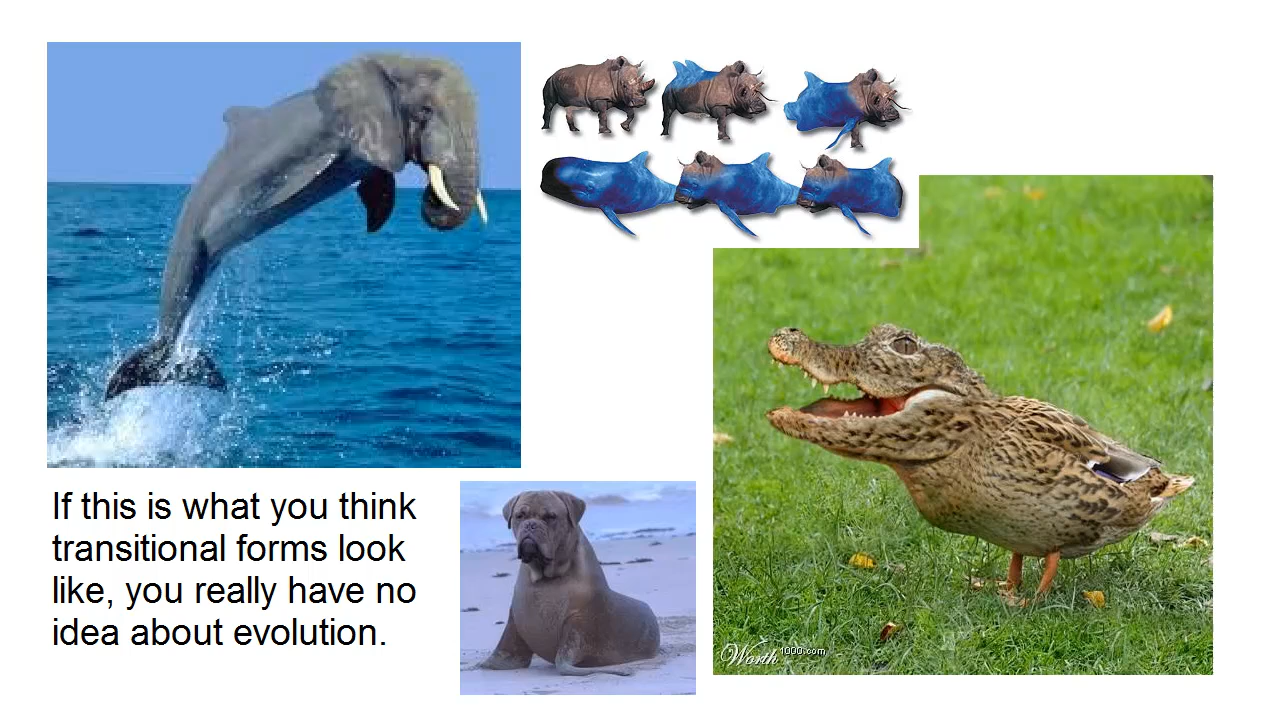 If this is what you think
transitional forms look
like, you really have no
idea about evolution.
Worth1000.com